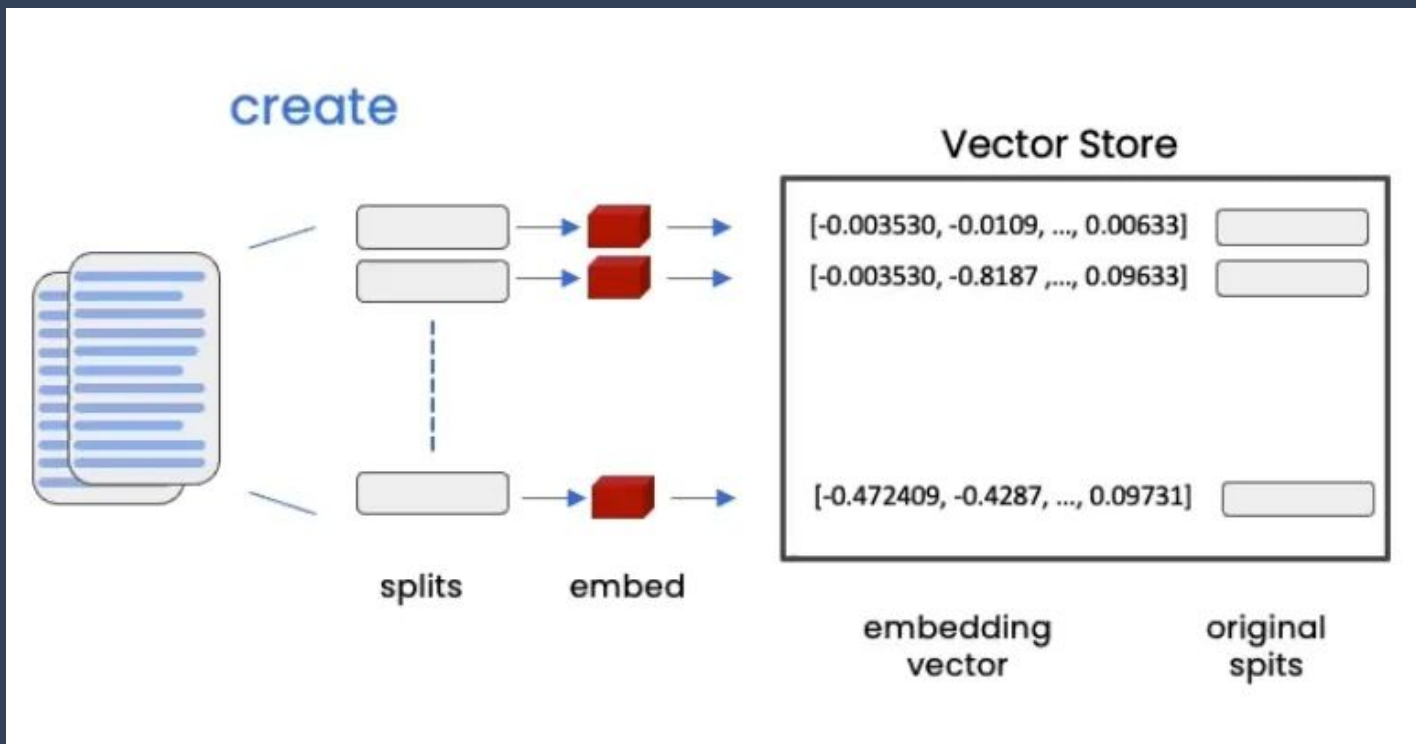 create
Vector Store
[-0.003530, -0.0109, ..., 0.00633]
[-0.003530, -0.8187 ,..., 0.09633]
[-0.472409, -0.4287, ..., 0.09731]
splits
embed
embedding
vector
original
spits